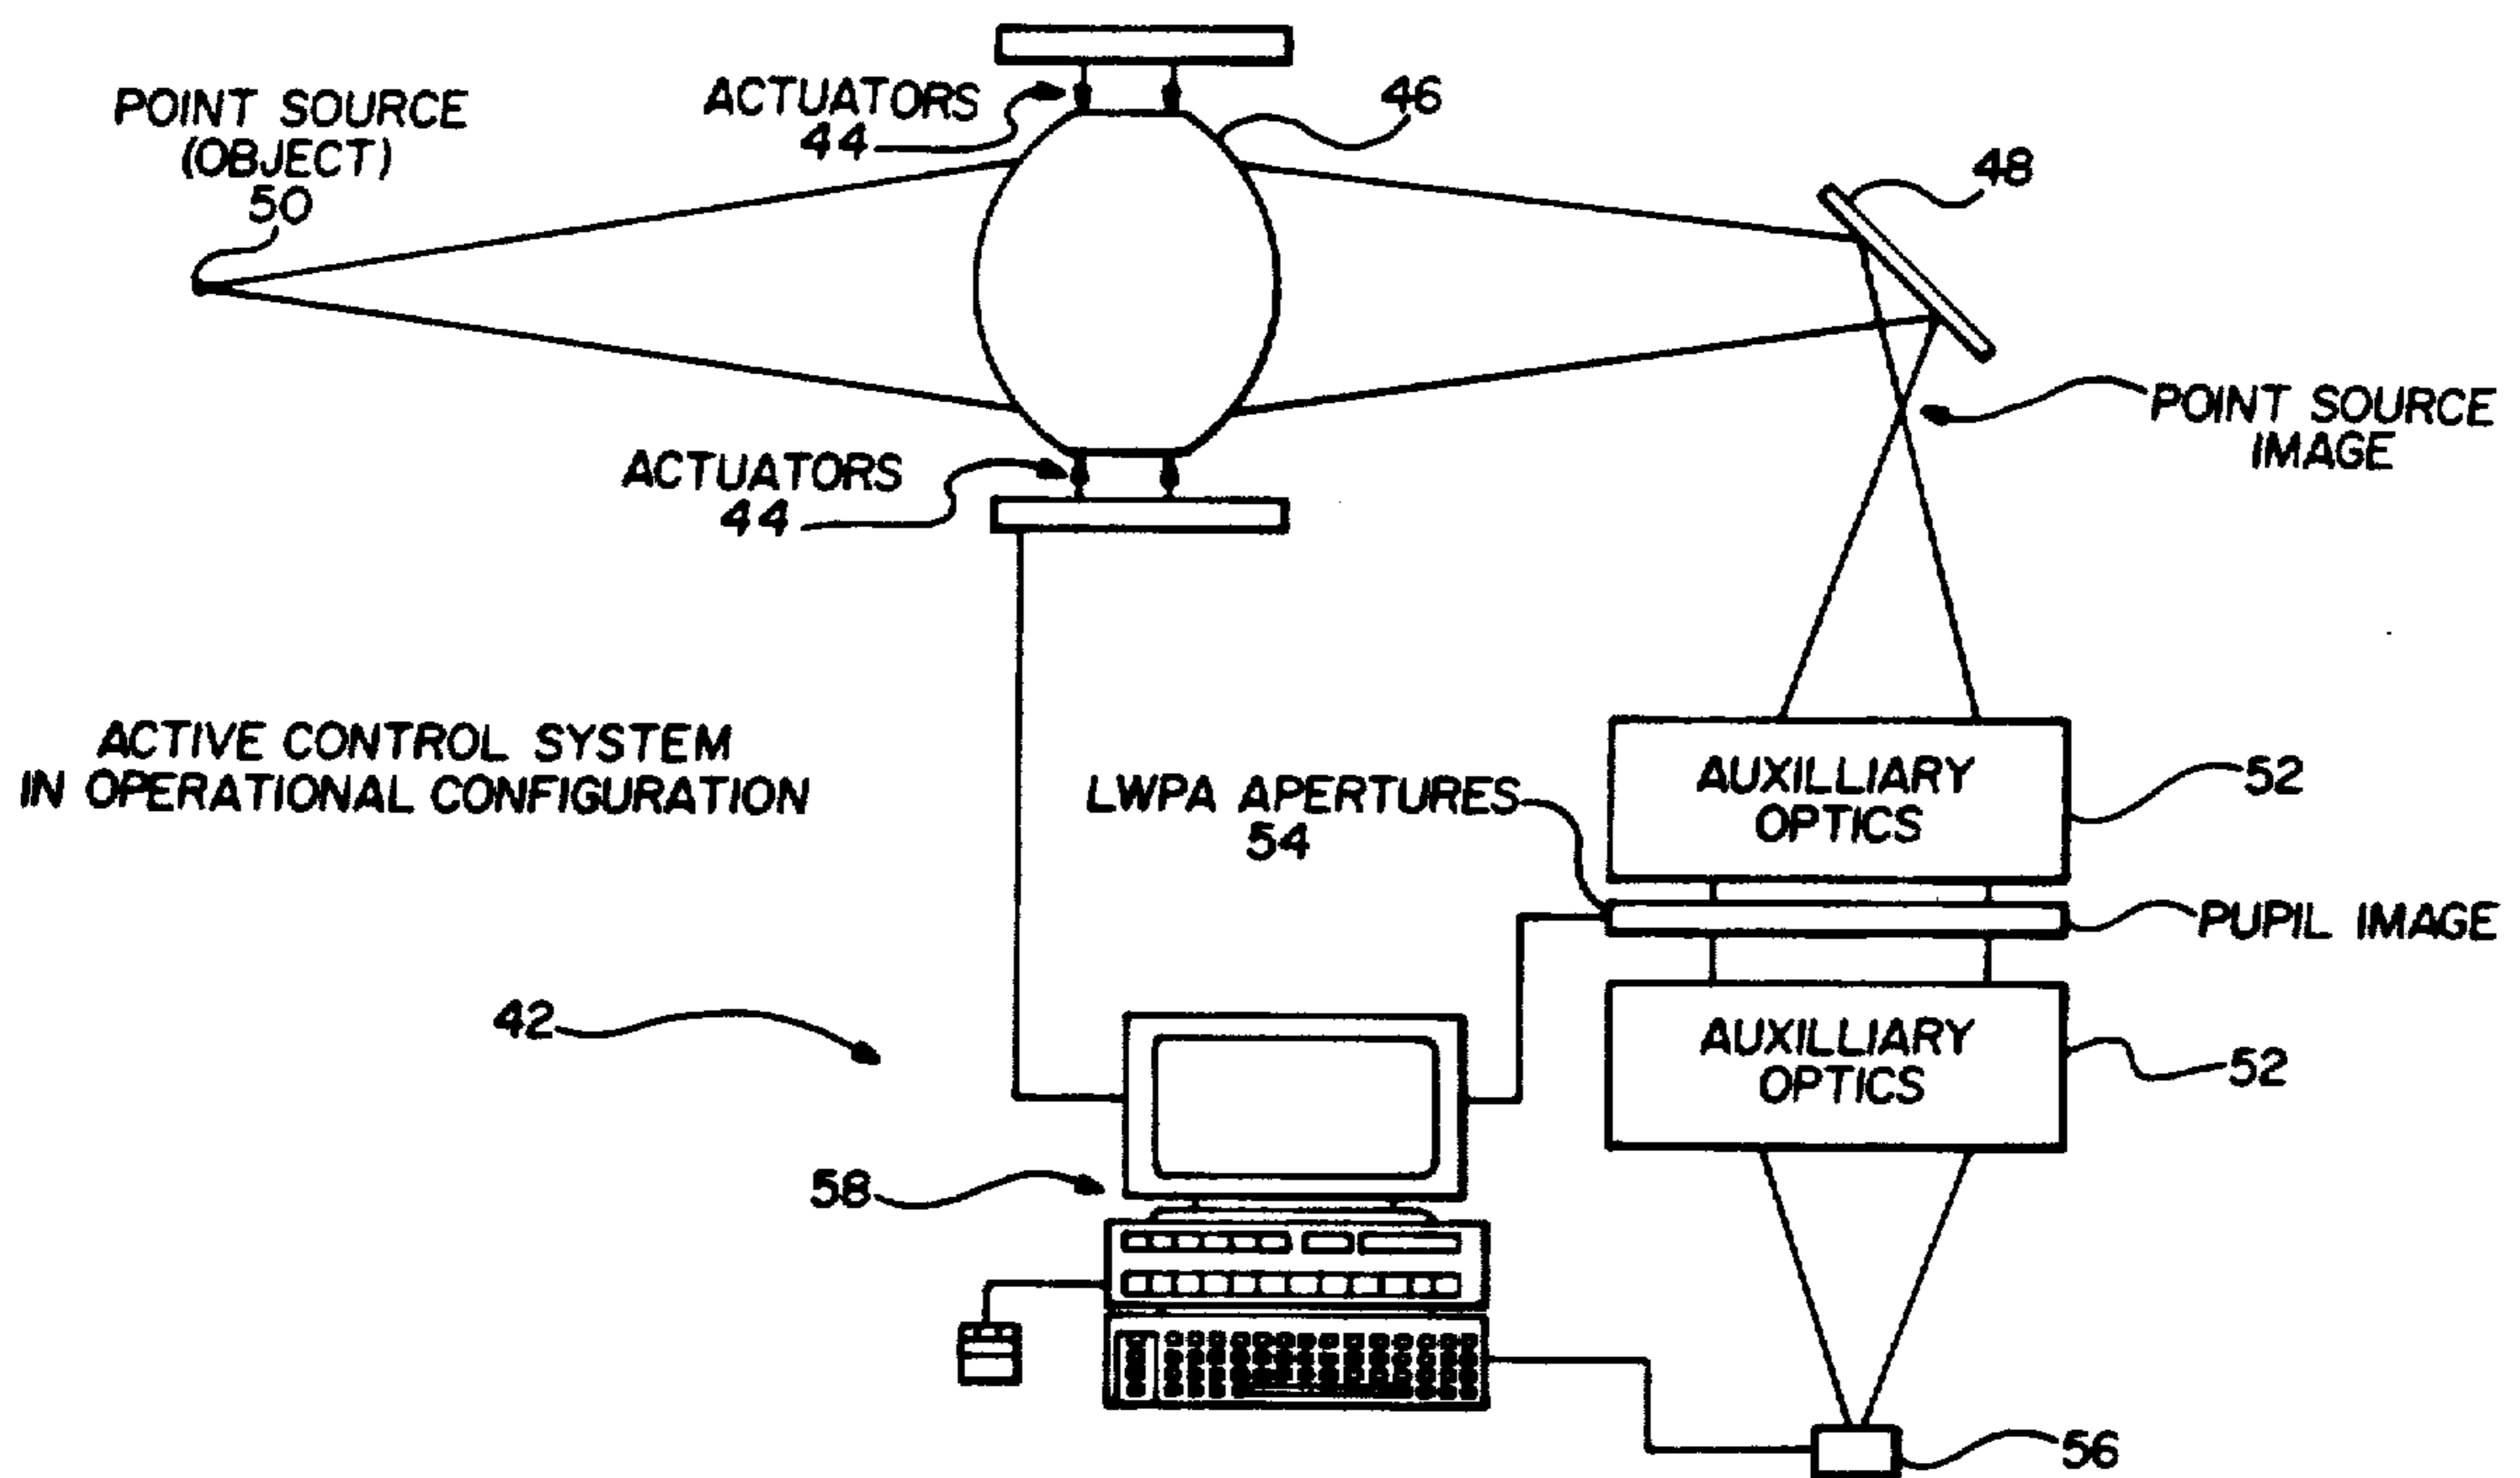 POINT SOURCE
(OBJECT)
50
ACTUATORS
44
46
48
POINT SOURCE
IMAGE
ACTUATORS
44
ACTIVE CONTROL SYSTEM
IN OPERATIONAL CONFIGURATION
LWPA APERTURES
54
AUXILLIARY
OPTICS
52
PUPIL IMAGE
42
AUXILLIARY
OPTICS
52
58
56